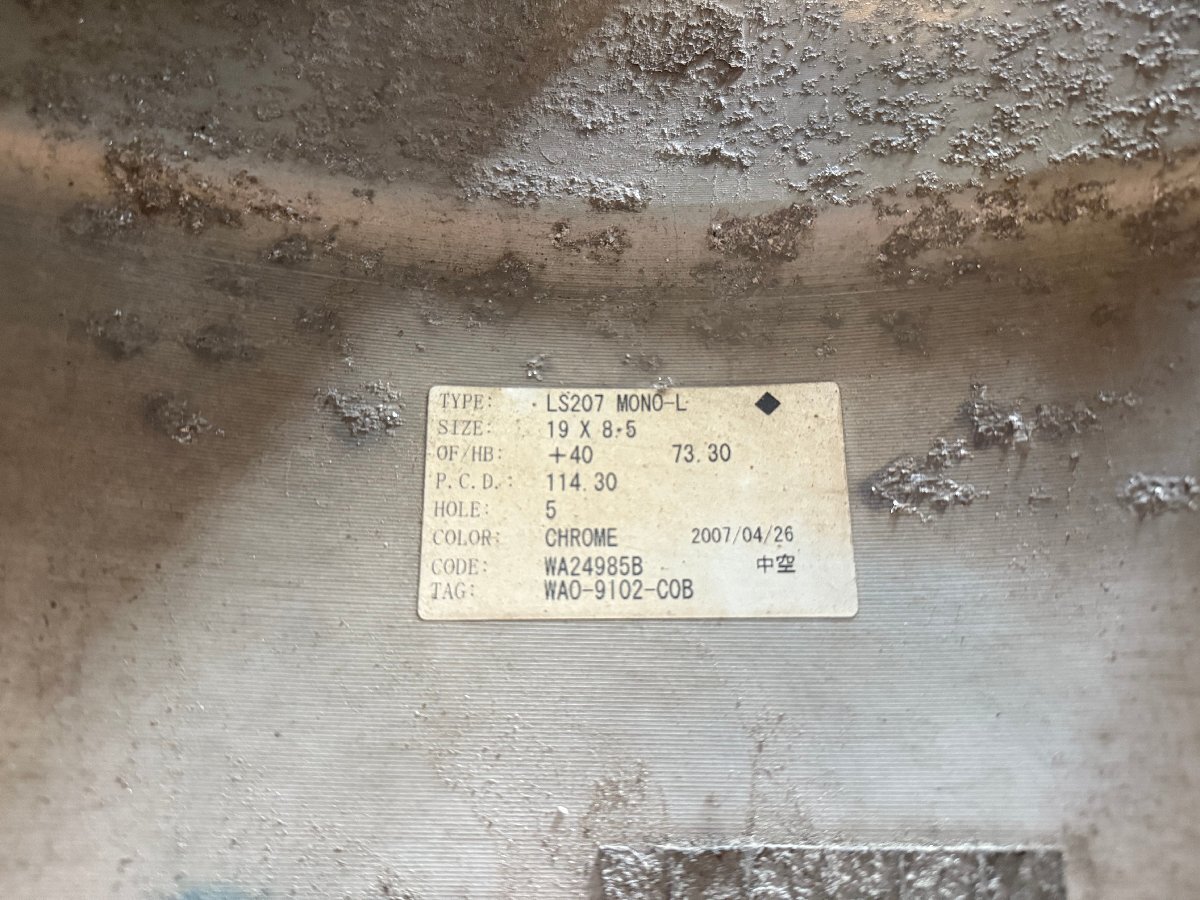 TYPE: LS207 MONO-L ◆
SIZE: 19 X 8.5
OF/HB: +40 73.30
P.C.D.: 114.30
HOLE: 5
COLOR: CHROME 2007/04/26
CODE: WA24985B 中空
TAG: WAO-9102-COB